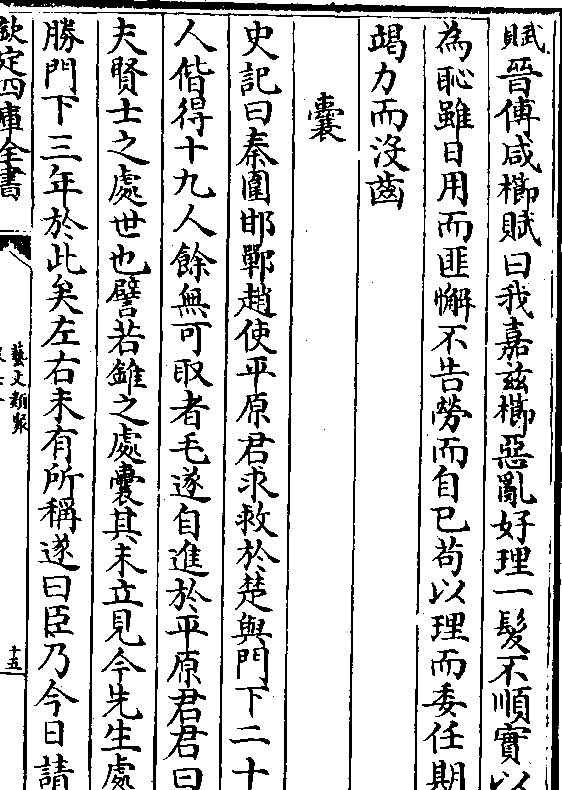 賦晉傅咸櫛賦曰我嘉兹櫛惡亂好理一髮不順實以
為恥雖日用而匪懈不告勞而自已苟以理而委任期
竭力而沒齒
囊
史記曰秦圍邯鄲趙使平原君求救於楚與門下二十
人偕得十九人餘無可取者毛遂自進於平原君君曰
夫賢士之處世也譬若錐之處囊其末立見今先生處
勝門下三年於此矣左右未有所稱遂曰臣乃今日請
欽定四庫全書
藝文類聚
十五